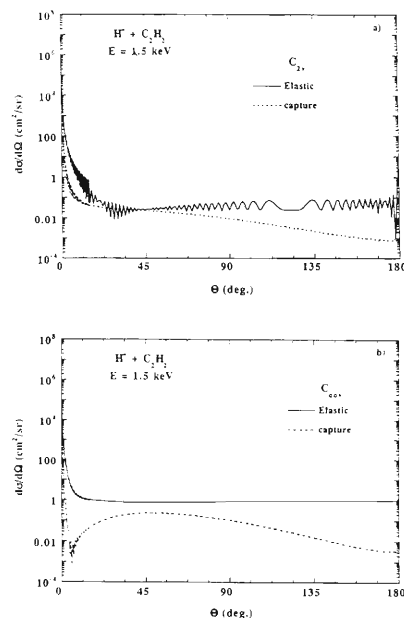 10⁸
a)
H⁺ + C₂H₂
E = 1.5 keV
C₂ᵥ
Elastic
capture
10⁶
10⁴
100
1
0.01
10⁻⁴
dσ/dΩ (cm²/sr)
0 45 90 135 180
Θ (deg.)
10⁸
b)
H⁺ + C₂H₂
E = 1.5 keV
C∞ᵥ
Elastic
capture
10⁶
10⁴
100
1
0.01
10⁻⁴
dσ/dΩ (cm²/sr)
0 45 90 135 180
Θ (deg.)